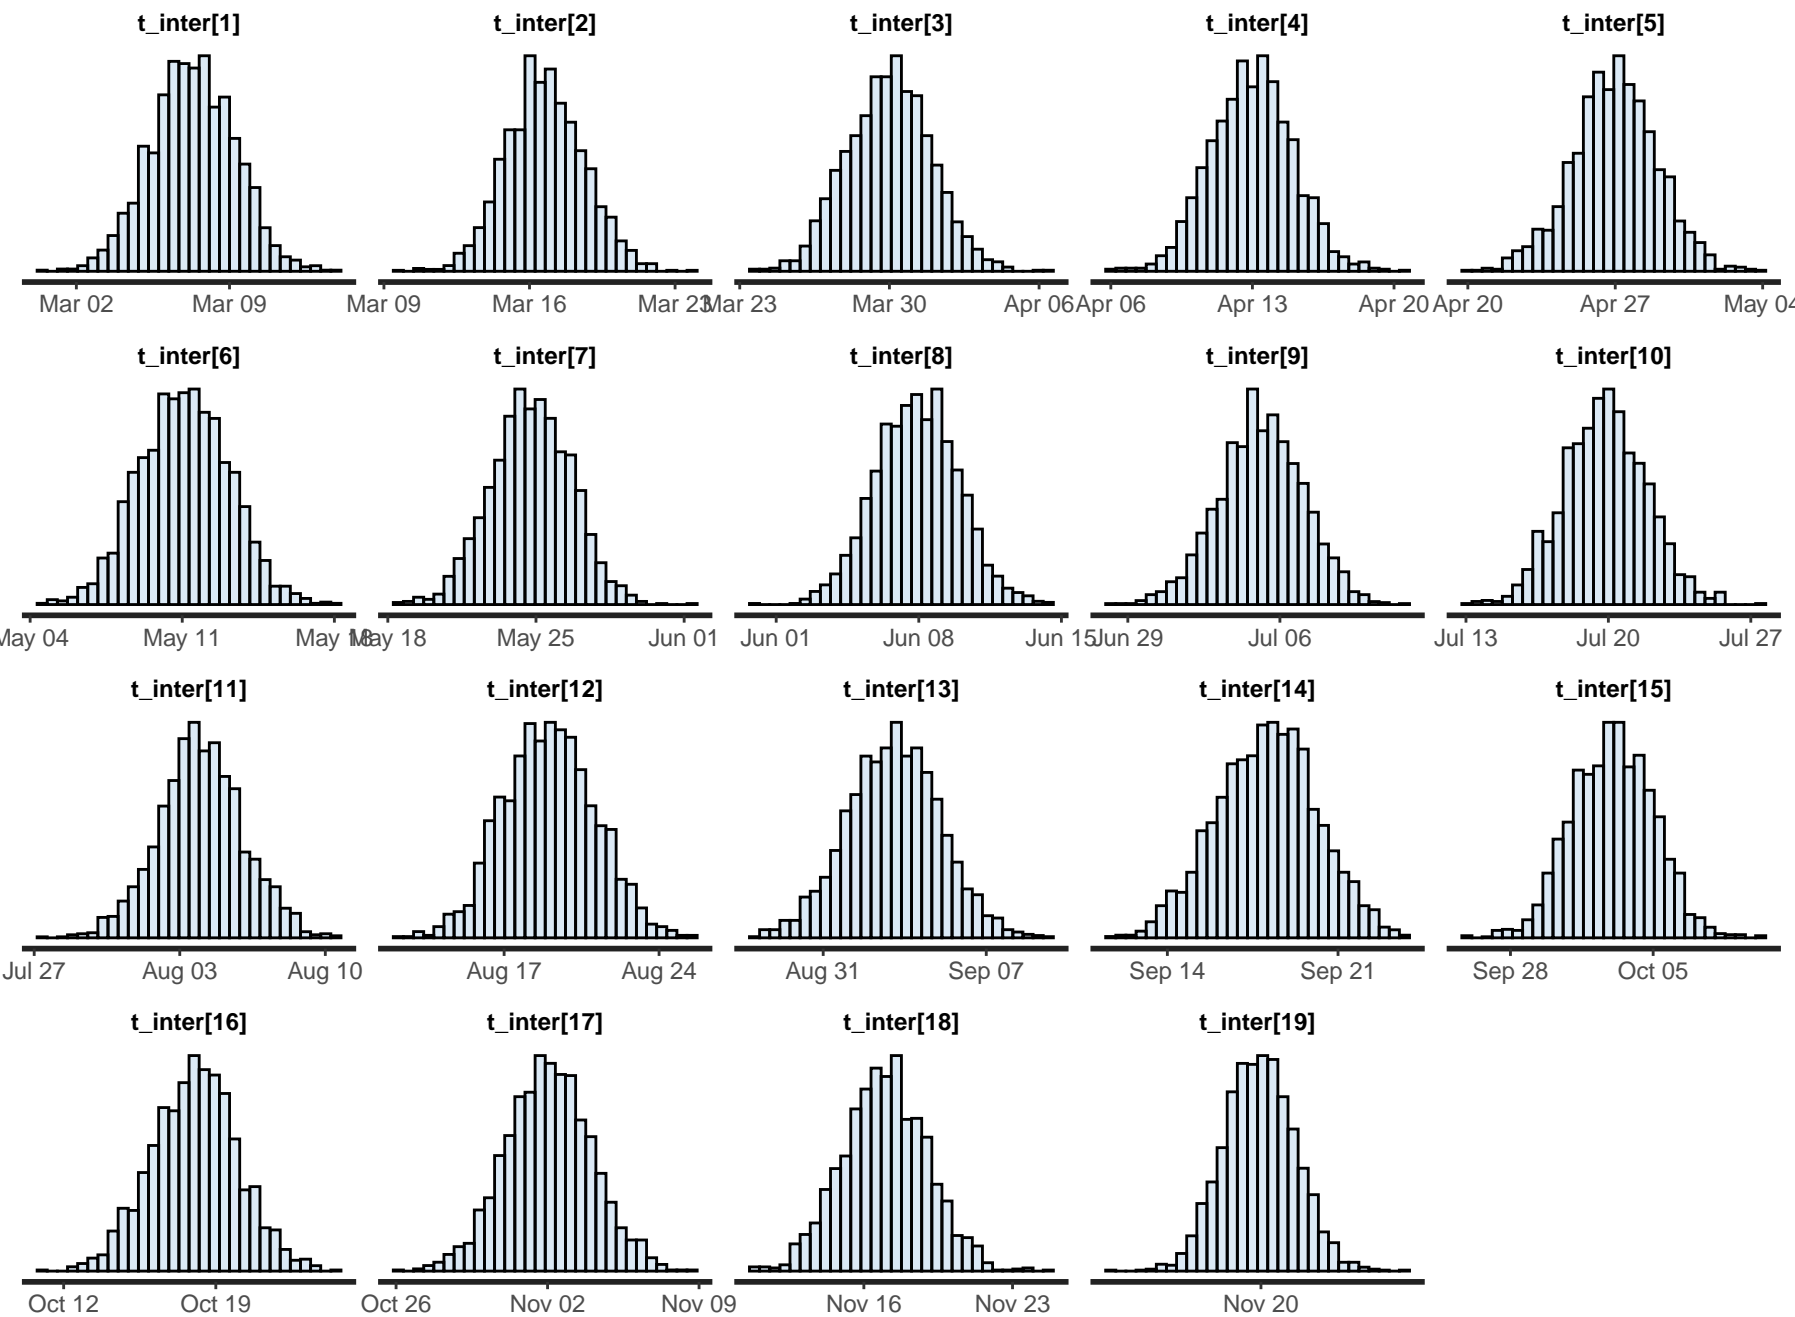 t_inter[1] t_inter[2] t_inter[3] t_inter[4] t_inter[5]
Mar 02 Mar 09 Mar 09 Mar 16 Mar 23 Mar 23 Mar 30 Apr 06 Apr 06 Apr 13 Apr 20 Apr 20 Apr 27 May 04
t_inter[6] t_inter[7] t_inter[8] t_inter[9] t_inter[10]
May 04 May 11 May 18 May 18 May 25 Jun 01 Jun 01 Jun 08 Jun 15 Jun 29 Jul 06 Jul 13 Jul 20 Jul 27
t_inter[11] t_inter[12] t_inter[13] t_inter[14] t_inter[15]
Jul 27 Aug 03 Aug 10 Aug 17 Aug 24 Aug 31 Sep 07 Sep 14 Sep 21 Sep 28 Oct 05
t_inter[16] t_inter[17] t_inter[18] t_inter[19]
Oct 12 Oct 19 Oct 26 Nov 02 Nov 09 Nov 16 Nov 23 Nov 20